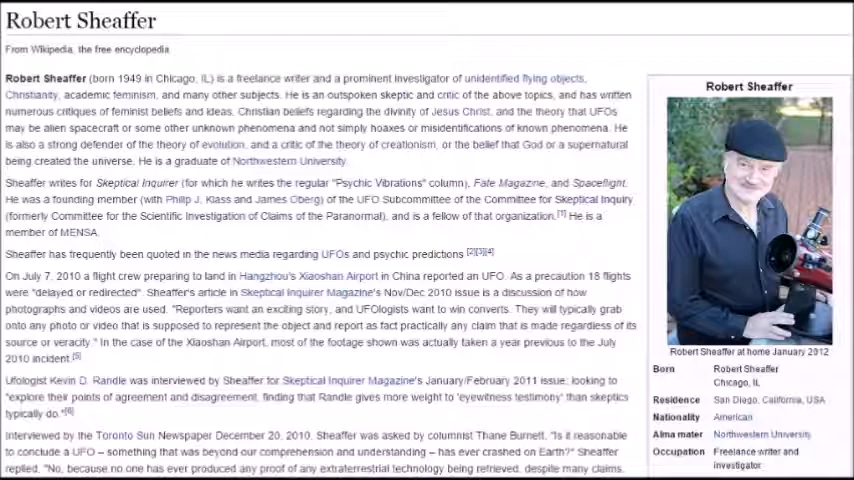 Robert Sheaffer
From Wikipedia, the free encyclopedia
Robert Sheaffer (born 1949 in Chicago, IL) is a freelance writer and a prominent investigator of unidentified flying objects,
Christianity, academic feminism, and many other subjects. He is an outspoken skeptic and critic of the above topics, and has written
numerous critiques of feminist beliefs and ideas, Christian beliefs regarding the divinity of Jesus Christ, and the theory that UFOs
may be alien spacecraft or some other unknown phenomena and not simply hoaxes or misidentifications of known phenomena. He
is also a strong defender of the theory of evolution, and a critic of the theory of creationism, or the belief that God or a supernatural
being created the universe. He is a graduate of Northwestern University.
Sheaffer writes for Skeptical Inquirer (for which he writes the regular "Psychic Vibrations" column), Fate Magazine, and Spaceflight.
He was a founding member (with Philip J. Klass and James Oberg) of the UFO Subcommittee of the Committee for Skeptical Inquiry
(formerly Committee for the Scientific Investigation of Claims of the Paranormal), and is a fellow of that organization.[1] He is a
member of MENSA.
Sheaffer has frequently been quoted in the news media regarding UFOs and psychic predictions [2][3][4]
On July 7, 2010 a flight crew preparing to land in Hangzhou's Xiaoshan Airport in China reported an UFO. As a precaution 18 flights
were "delayed or redirected". Sheaffer's article in Skeptical Inquirer Magazine's Nov/Dec 2010 issue is a discussion of how
photographs and videos are used. "Reporters want an exciting story, and UFOlogists want to win converts. They will typically grab
onto any photo or video that is supposed to represent the object and report as fact practically any claim that is made regardless of its
source or veracity." In the case of the Xiaoshan Airport, most of the footage shown was actually taken a year previous to the July
2010 incident.[5]
Ufologist Kevin D. Randle was interviewed by Sheaffer for Skeptical Inquirer Magazine's January/February 2011 issue; looking to
"explore their points of agreement and disagreement, finding that Randle gives more weight to 'eyewitness testimony' than skeptics
typically do."[6]
Interviewed by the Toronto Sun Newspaper December 20, 2010, Sheaffer was asked by columnist Thane Burnett, "Is it reasonable
to conclude a UFO – something that was beyond our comprehension and understanding – has ever crashed on Earth?" Sheaffer
replied, "No, because no one has ever produced any proof of any extraterrestrial technology being retrieved, despite many claims.
Robert Sheaffer
Robert Sheaffer at home January 2012
Born Robert Sheaffer
Chicago, IL
Residence San Diego, California, USA
Nationality American
Alma mater Northwestern University
Occupation Freelance writer and
investigator